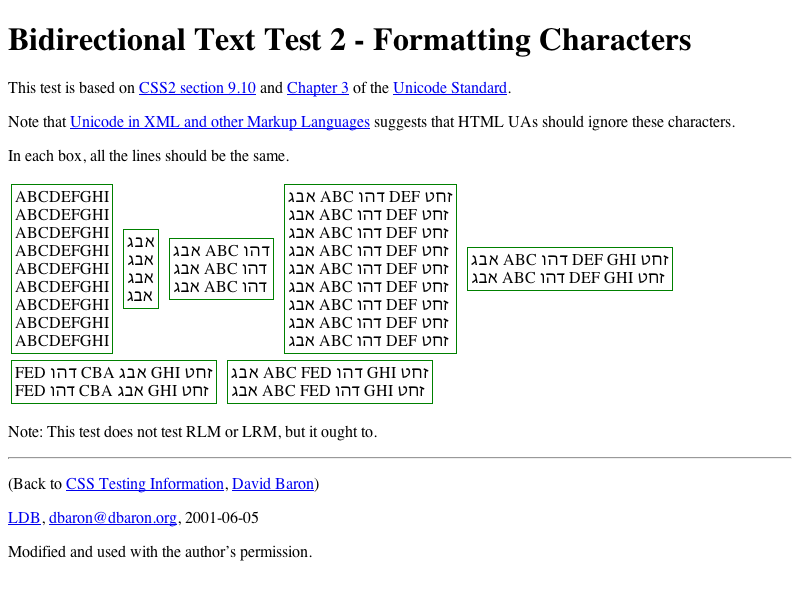 Bidirectional Text Test 2 - Formatting Characters
This test is based on CSS2 section 9.10 and Chapter 3 of the Unicode Standard.
Note that Unicode in XML and other Markup Languages suggests that HTML UAs should ignore these characters.
In each box, all the lines should be the same.
ABCDEFGHI
ABCDEFGHI
ABCDEFGHI
ABCDEFGHI
ABCDEFGHI
ABCDEFGHI
ABCDEFGHI
ABCDEFGHI
ABCDEFGHI
אבג
אבג
אבג
אבג
אבג ABC דהו
אבג ABC דהו
אבג ABC דהו
אבג ABC דהו DEF זחט
אבג ABC דהו DEF זחט
אבג ABC דהו DEF זחט
אבג ABC דהו DEF זחט
אבג ABC דהו DEF זחט
אבג ABC דהו DEF זחט
אבג ABC דהו DEF זחט
אבג ABC דהו DEF זחט
אבג ABC דהו DEF זחט
אבג ABC דהו DEF GHI זחט
אבג ABC דהו DEF GHI זחט
FED דהו CBA אבג GHI זחט
FED דהו CBA אבג GHI זחט
אבג ABC FED דהו GHI זחט
אבג ABC FED דהו GHI זחט
Note: This test does not test RLM or LRM, but it ought to.
(Back to CSS Testing Information, David Baron)
LDB, dbaron@dbaron.org, 2001-06-05
Modified and used with the author's permission.